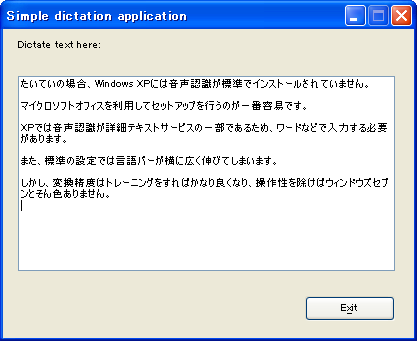 Simple dictation application
Dictate text here:
たいていの場合、Windows XPには音声認識が標準でインストールされていません。
マイクロソフトオフィスを利用してセットアップを行うのが一番容易です。
XPでは音声認識が詳細テキストサービスの一部であるため、ワードなどで入力する必要
があります。
また、標準の設定では言語バーが横に広く伸びてしまいます。
しかし、変換精度はトレーニングをすればかなり良くなり、操作性を除けばウィンドウズセブ
ンとそん色ありません。
Exit